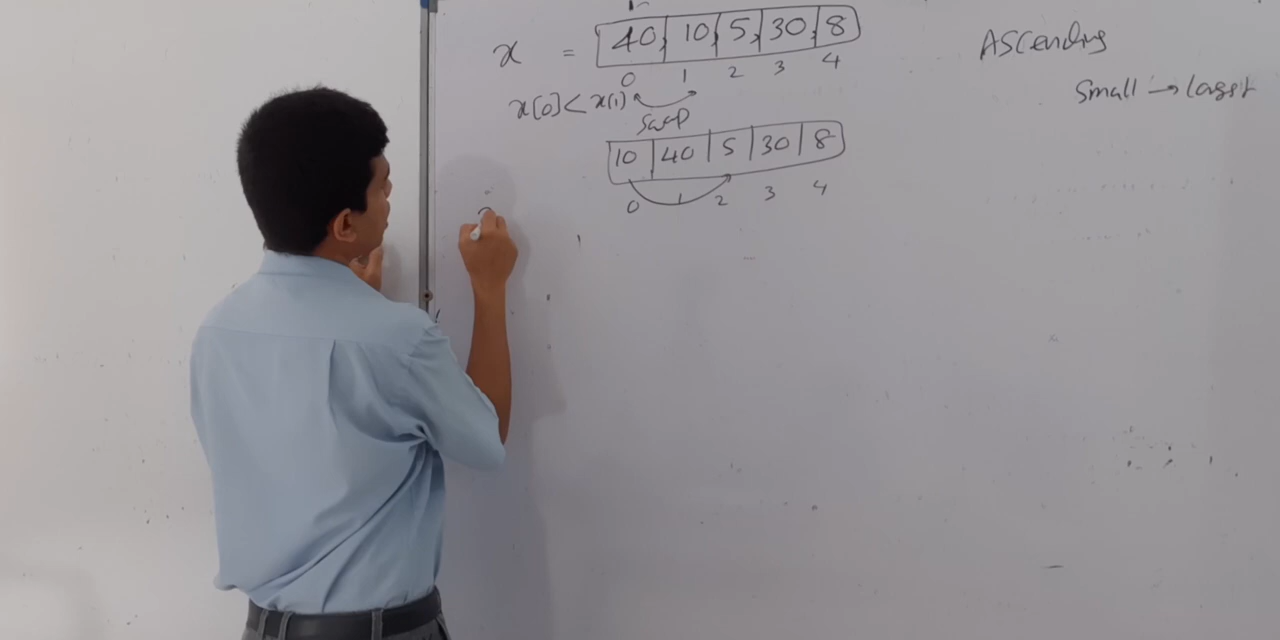 x = 40, 10, 5, 30, 8
0 1 2 3 4
x[0] < x(1)
Swap
10 40 5 30 8
0 1 2 3 4
Ascending
Small → largest